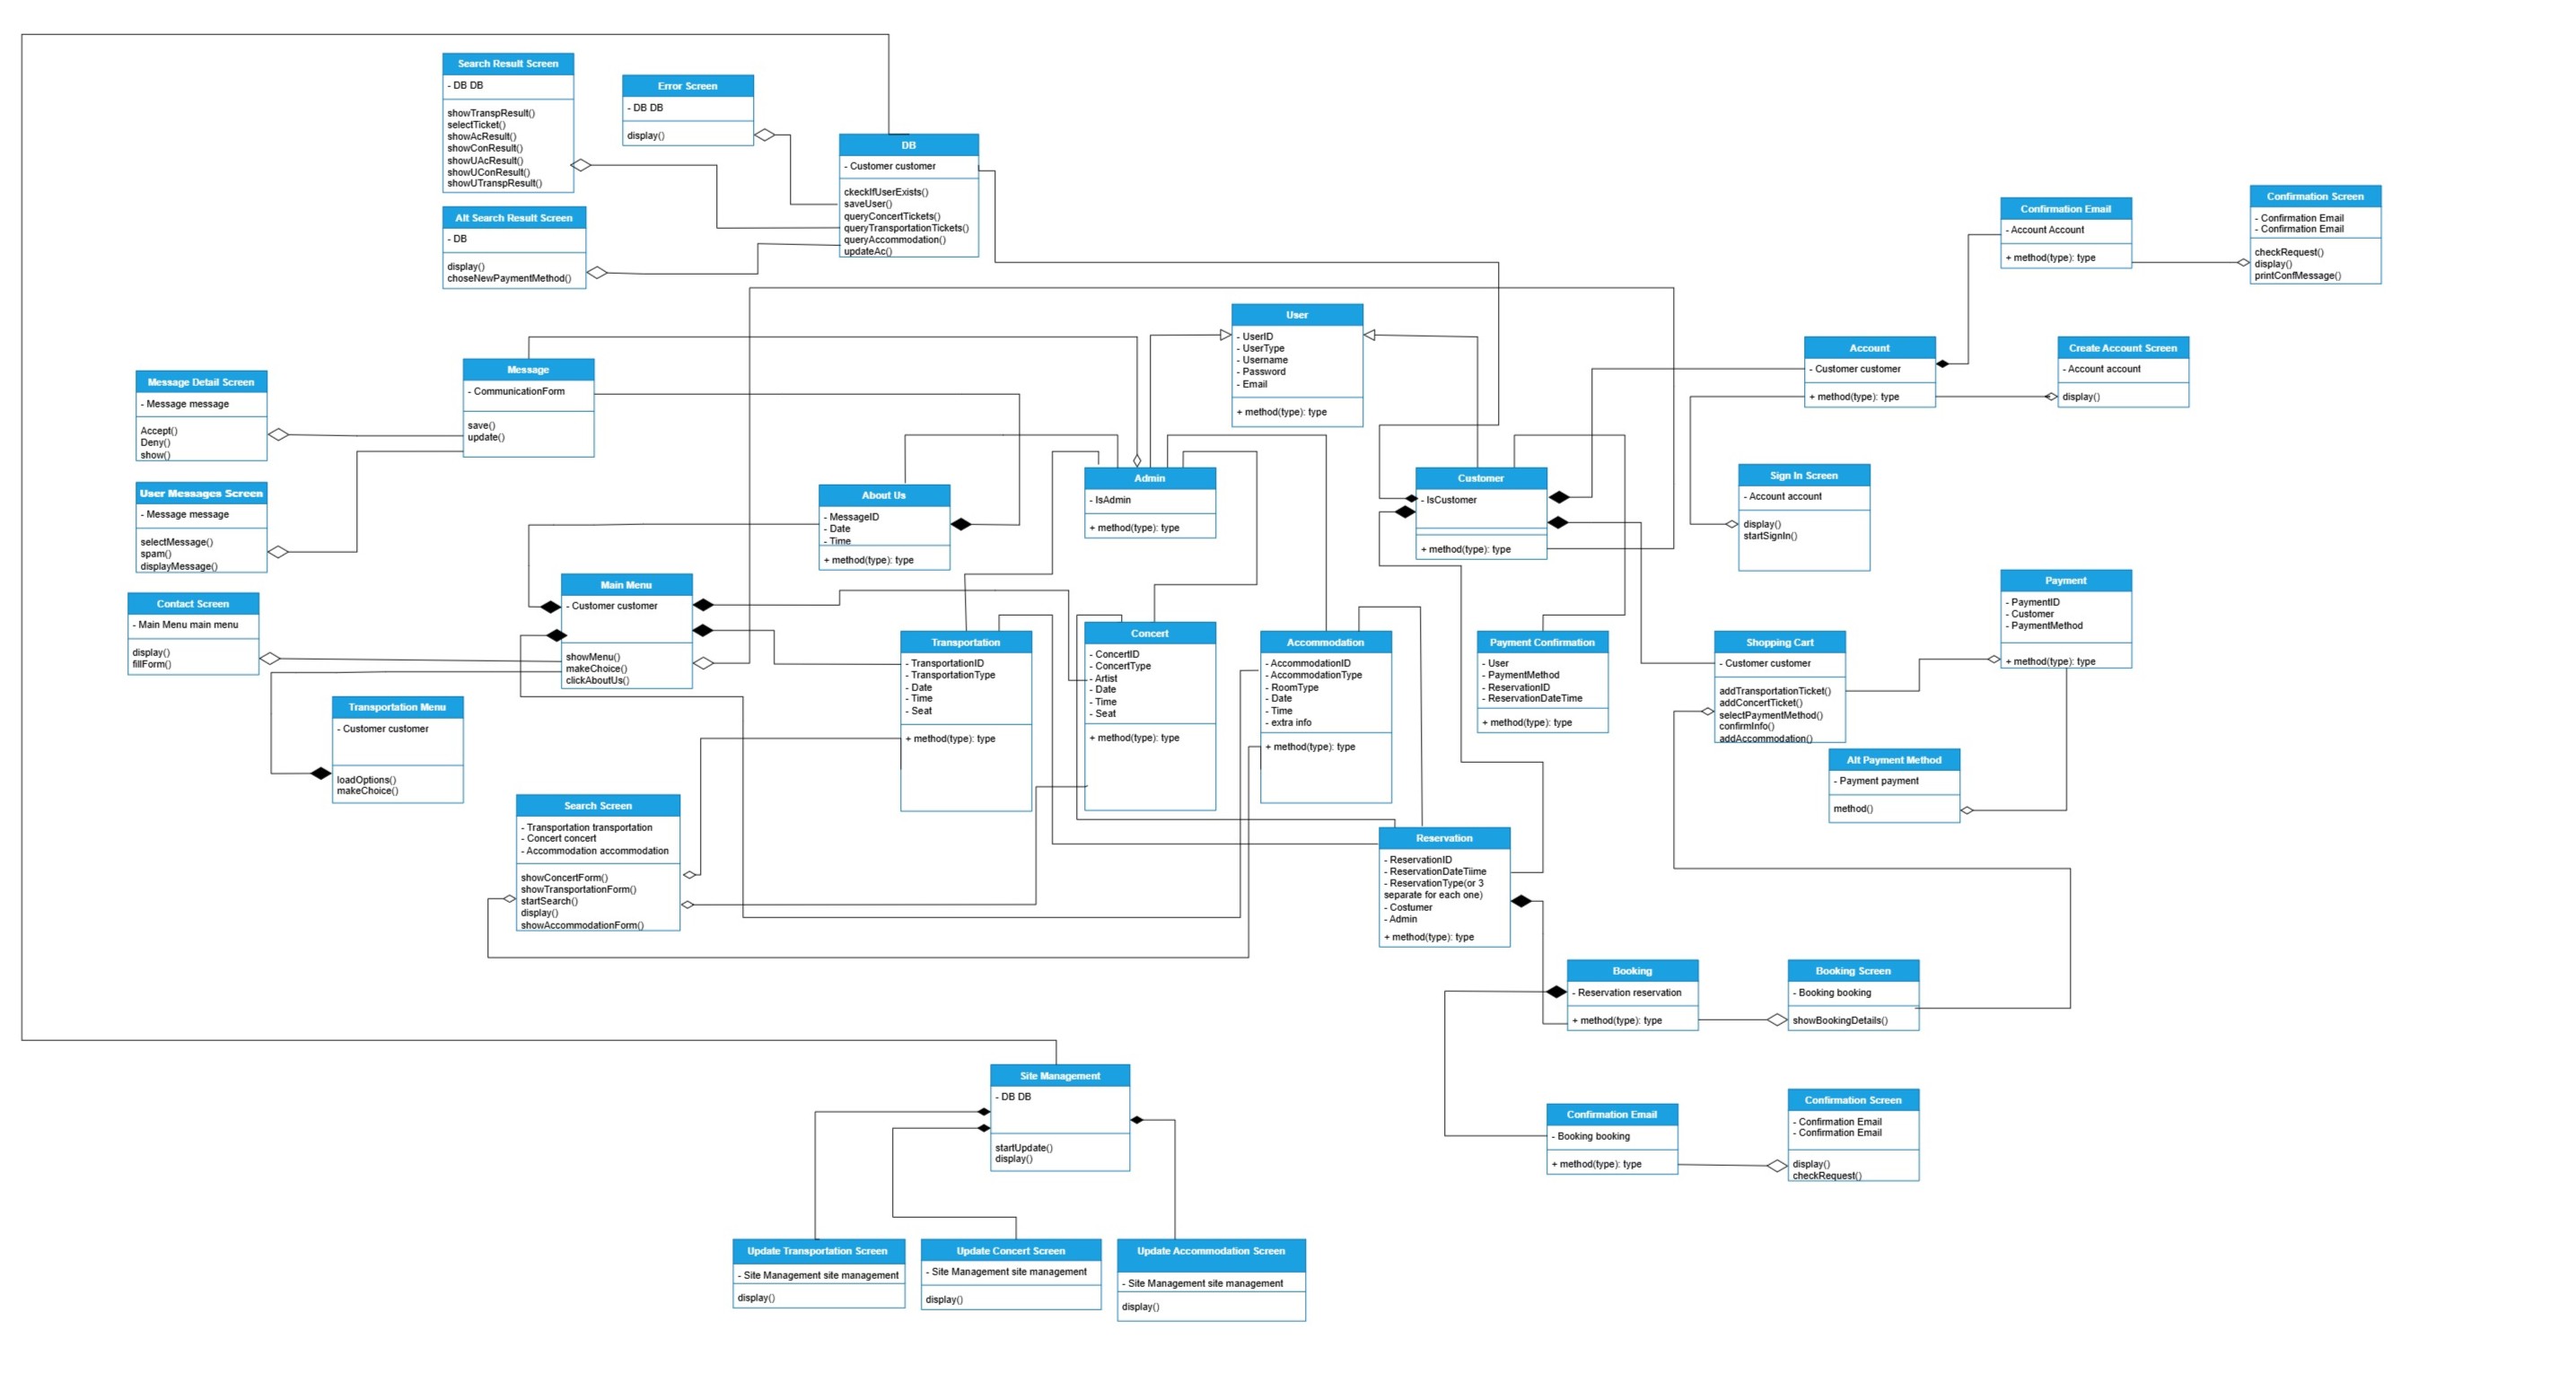 Search Result Screen
- DB DB
showTranspResult()
selectTicket()
showAcResult()
showConResult()
showUAcResult()
showUConResult()
showUTranspResult()
Error Screen
- DB DB
display()
DB
- Customer customer
ckeckIfUserExists()
saveUser()
queryConcertTickets()
queryTransportationTickets()
queryAccommodation()
updateAc()
Alt Search Result Screen
- DB
display()
choseNewPaymentMethod()
Confirmation Email
- Account Account
+ method(type): type
Confirmation Screen
- Confirmation Email
- Confirmation Email
checkRequest()
display()
printConfMessage()
User
- UserID
- UserType
- Username
- Password
- Email
+ method(type): type
Account
- Customer customer
+ method(type): type
Create Account Screen
- Account account
display()
Message Detail Screen
- Message message
Accept()
Deny()
show()
Message
- CommunicationForm
save()
update()
User Messages Screen
- Message message
selectMessage()
spam()
displayMessage()
About Us
- MessageID
- Date
- Time
+ method(type): type
Admin
- IsAdmin
+ method(type): type
Customer
- IsCustomer
+ method(type): type
Sign In Screen
- Account account
display()
startSignIn()
Contact Screen
- Main Menu main menu
display()
fillForm()
Main Menu
- Customer customer
showMenu()
makeChoice()
clickAboutUs()
Transportation Menu
- Customer customer
loadOptions()
makeChoice()
Transportation
- TransportationID
- TransportationType
- Date
- Time
- Seat
+ method(type): type
Concert
- ConcertID
- ConcertType
- Artist
- Date
- Time
- Seat
+ method(type): type
Accommodation
- AccommodationID
- AccommodationType
- RoomType
- Date
- Time
- extra info
+ method(type): type
Payment Confirmation
- User
- PaymentMethod
- ReservationID
- ReservationDateTime
+ method(type): type
Shopping Cart
- Customer customer
addTransportationTicket()
addConcertTicket()
selectPaymentMethod()
confirmInfo()
addAccommodation()
Payment
- PaymentID
- Customer
- PaymentMethod
+ method(type): type
Alt Payment Method
- Payment payment
method()
Search Screen
- Transportation transportation
- Concert concert
- Accommodation accommodation
showConcertForm()
showTransportationForm()
startSearch()
display()
showAccommodationForm()
Reservation
- ReservationID
- ReservationDateTiime
- ReservationType(or 3
separate for each one)
- Costumer
- Admin
+ method(type): type
Booking
- Reservation reservation
+ method(type): type
Booking Screen
- Booking booking
showBookingDetails()
Site Management
- DB DB
startUpdate()
display()
Confirmation Email
- Booking booking
+ method(type): type
Confirmation Screen
- Confirmation Email
- Confirmation Email
display()
checkRequest()
Update Transportation Screen
- Site Management site management
display()
Update Concert Screen
- Site Management site management
display()
Update Accommodation Screen
- Site Management site management
display()